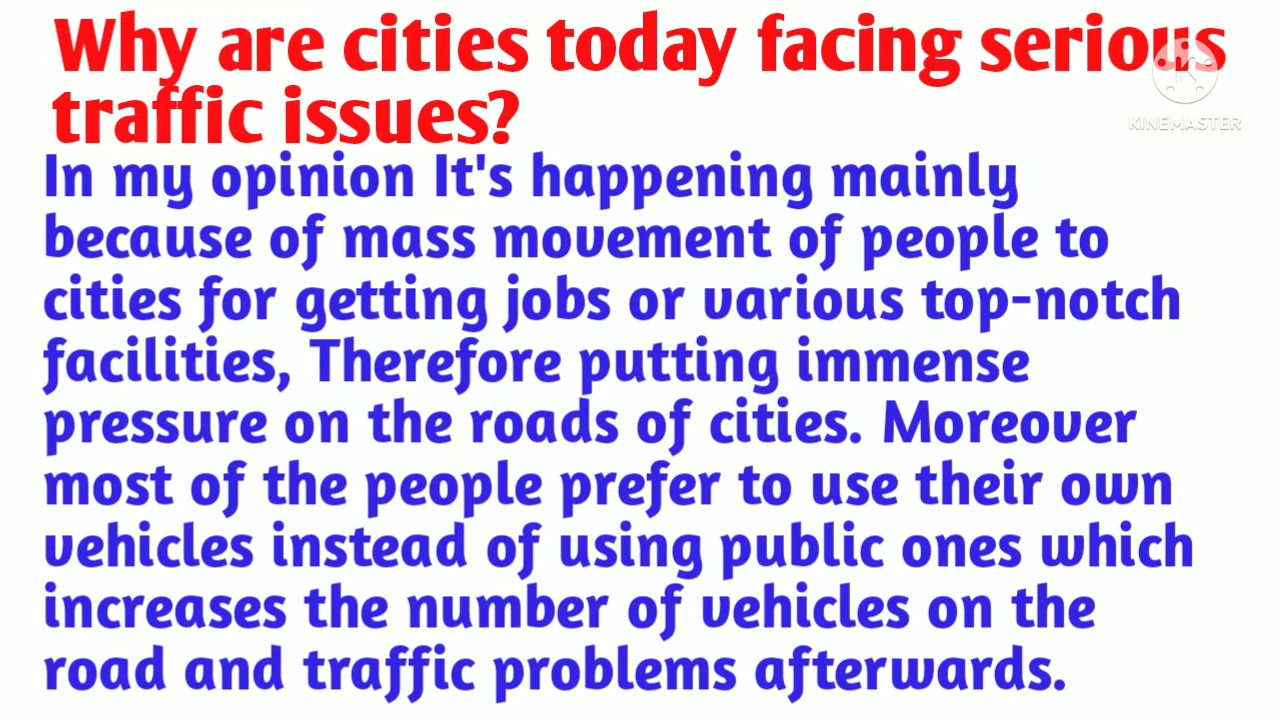 Why are cities today facing serious
traffic issues?
KINEMASTER
In my opinion It's happening mainly
because of mass movement of people to
cities for getting jobs or various top-notch
facilities, Therefore putting immense
pressure on the roads of cities. Moreover
most of the people prefer to use their own
vehicles instead of using public ones which
increases the number of vehicles on the
road and traffic problems afterwards.